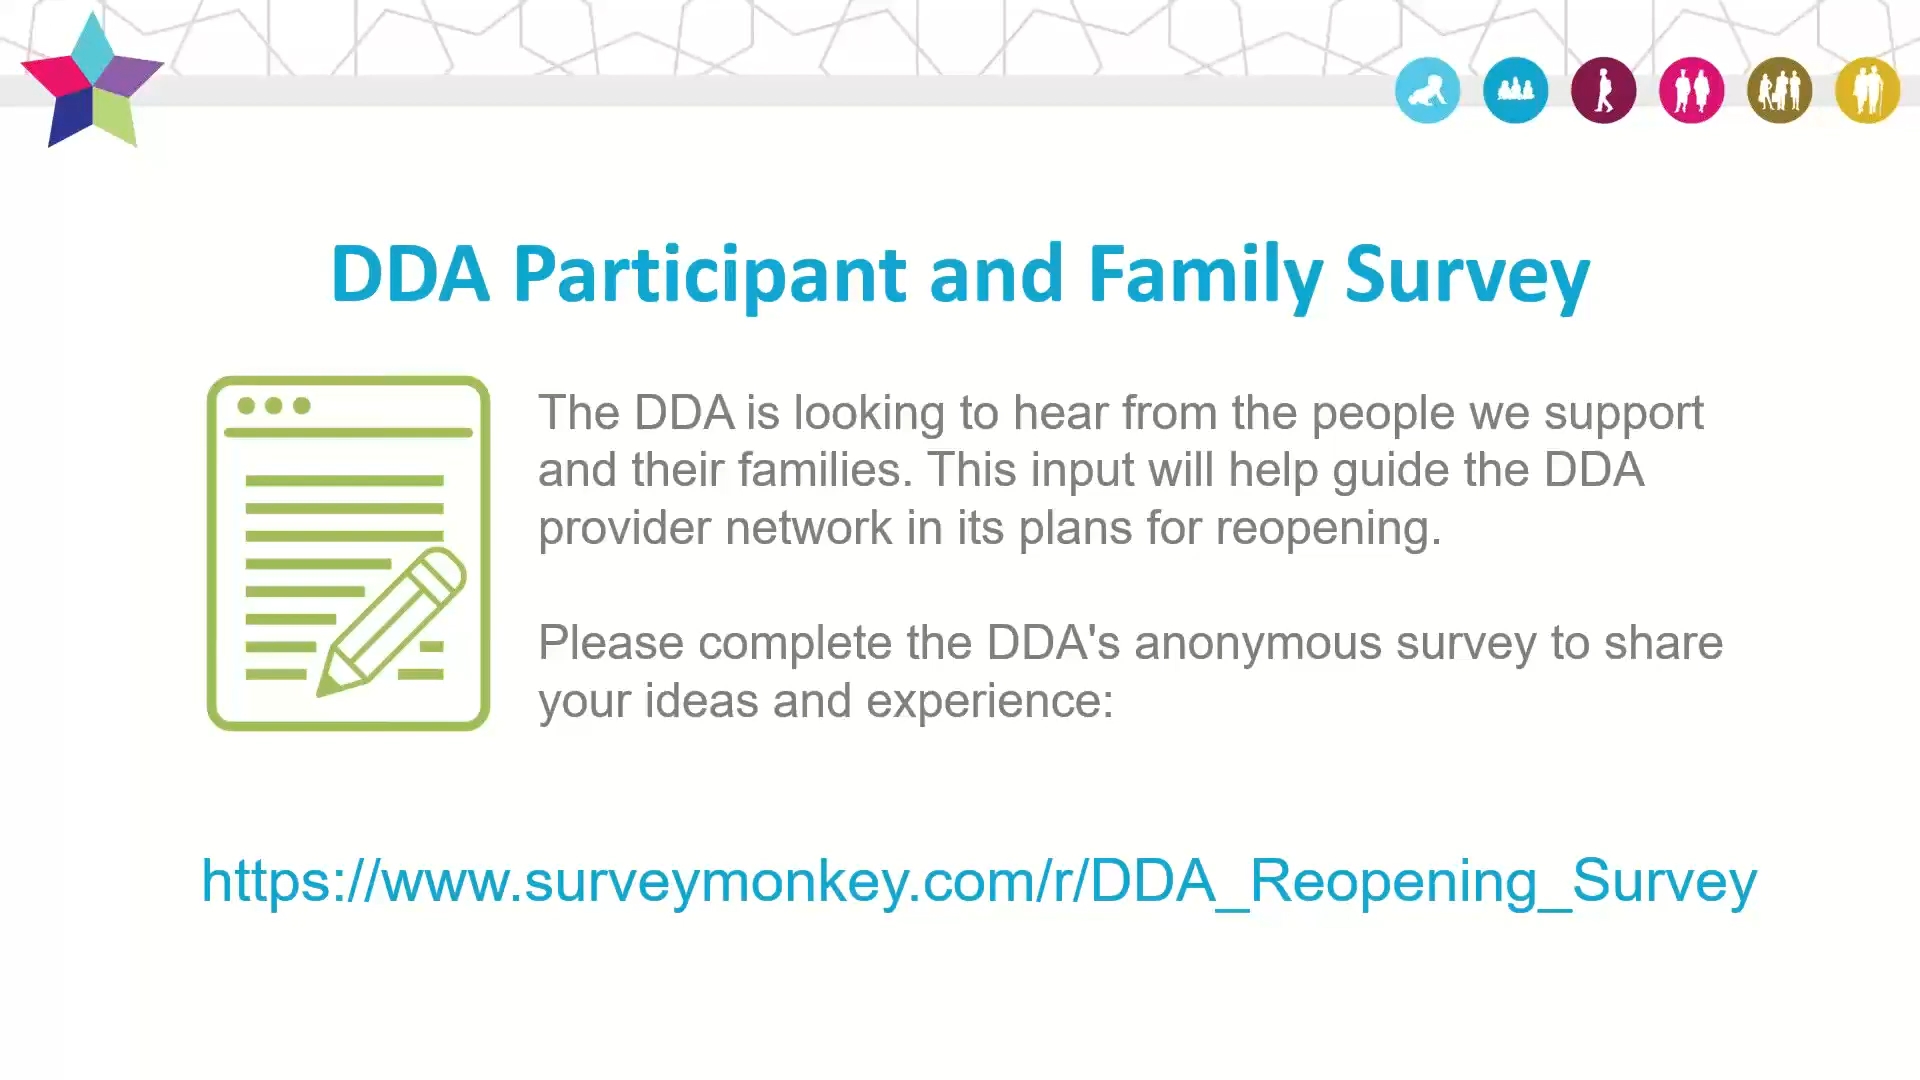 DDA Participant and Family Survey
The DDA is looking to hear from the people we support
and their families. This input will help guide the DDA
provider network in its plans for reopening.
Please complete the DDA's anonymous survey to share
your ideas and experience:
https://www.surveymonkey.com/r/DDA_Reopening_Survey